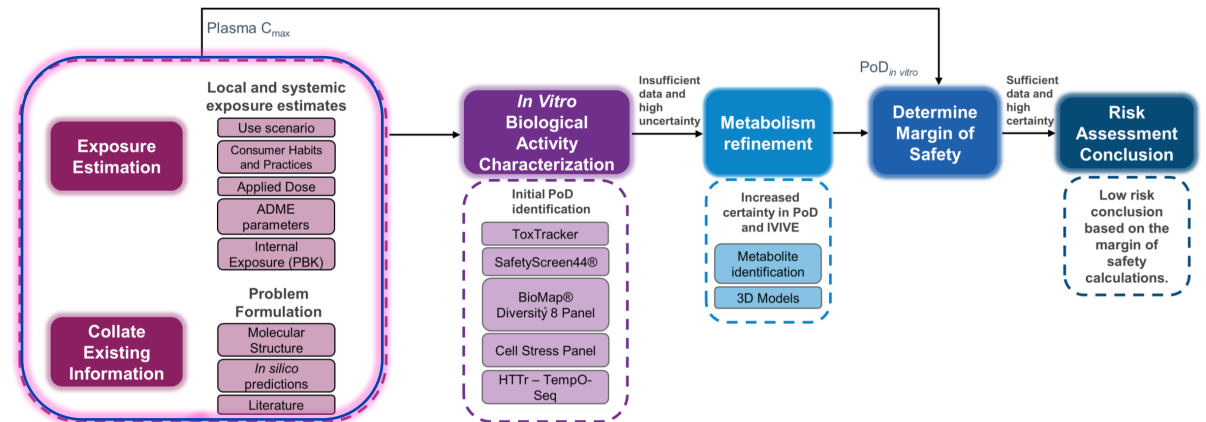 Plasma Cmax
Exposure
Estimation
Local and systemic
exposure estimates
Use scenario
Consumer Habits
and Practices
Applied Dose
ADME
parameters
Internal
Exposure (PBK)
Collate
Existing
Information
Problem
Formulation
Molecular
Structure
In silico
predictions
Literature
In Vitro
Biological
Activity
Characterization
Initial PoD
identification
ToxTracker
SafetyScreen44®
BioMap®
Diversity 8 Panel
Cell Stress Panel
HTTr – TempO-
Seq
Insufficient
data and
high
uncertainty
Metabolism
refinement
Increased
certainty in PoD
and IVIVE
Metabolite
identification
3D Models
PoDin vitro
Determine
Margin of
Safety
Sufficient
data and
high
certainty
Risk
Assessment
Conclusion
Low risk
conclusion
based on the
margin of
safety
calculations.